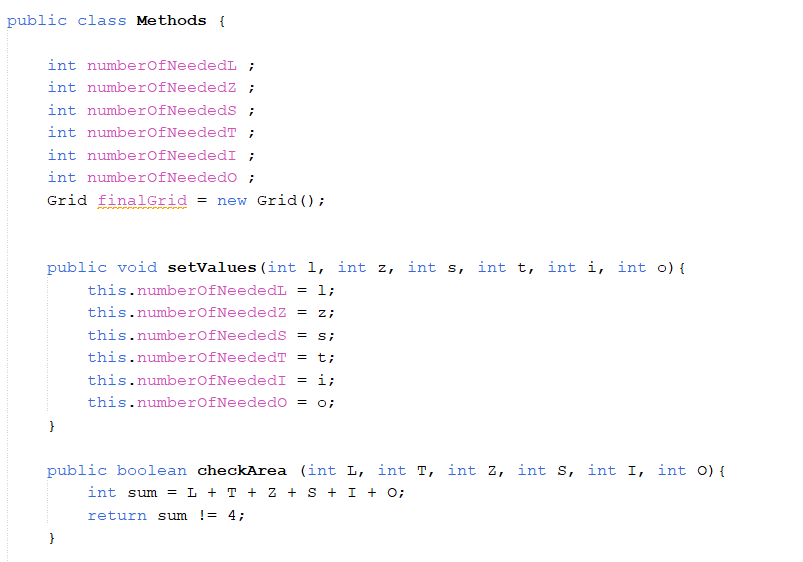 public class Methods {
int numberOfNeededL ;
int numberOfNeededZ ;
int numberOfNeededS ;
int numberOfNeededT ;
int numberOfNeededI ;
int numberOfNeededO ;
Grid finalGrid = new Grid();
public void setValues(int l, int z, int s, int t, int i, int o){
this.numberOfNeededL = l;
this.numberOfNeededZ = z;
this.numberOfNeededS = s;
this.numberOfNeededT = t;
this.numberOfNeededI = i;
this.numberOfNeededO = o;
}
public boolean checkArea (int L, int T, int Z, int S, int I, int O){
int sum = L + T + Z + S + I + O;
return sum != 4;
}